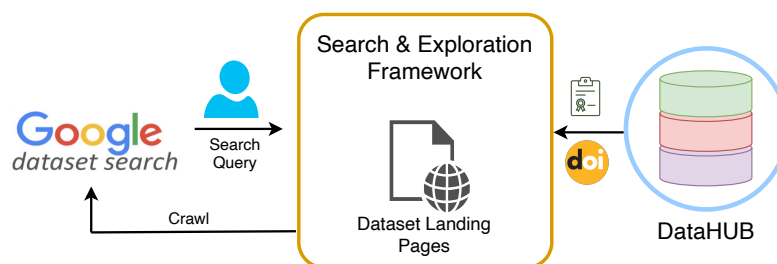 Google
dataset search
Search
Query
Crawl
Search & Exploration
Framework
Dataset Landing
Pages
doi
DataHUB